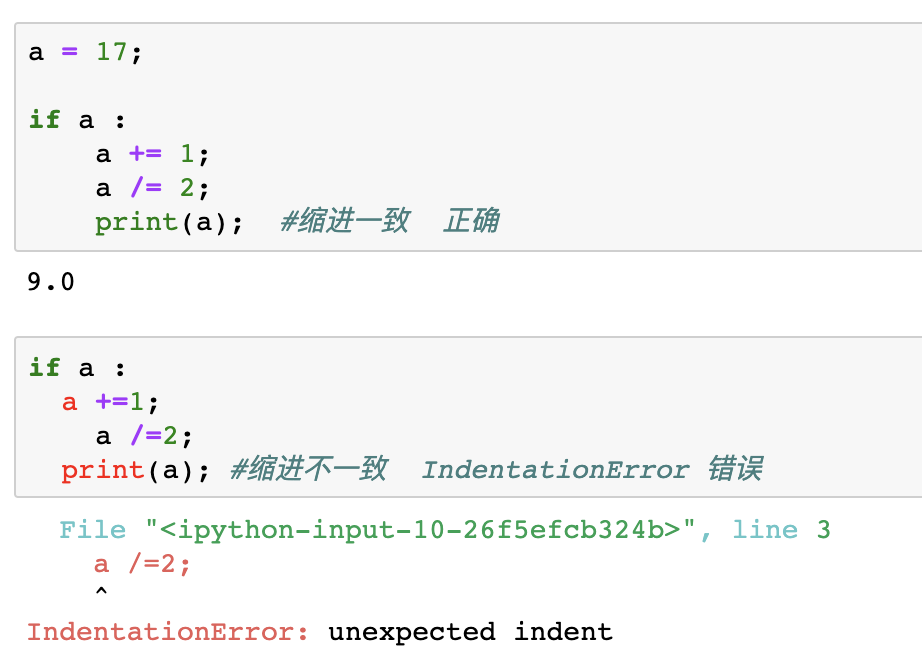 a = 17;
if a :
    a += 1;
    a /= 2;
    print(a);  #缩进一致  正确
9.0
if a :
  a +=1;
    a /=2;
  print(a); #缩进不一致  IndentationError 错误
  File "<ipython-input-10-26f5efcb324b>", line 3
    a /=2;
    ^
IndentationError: unexpected indent